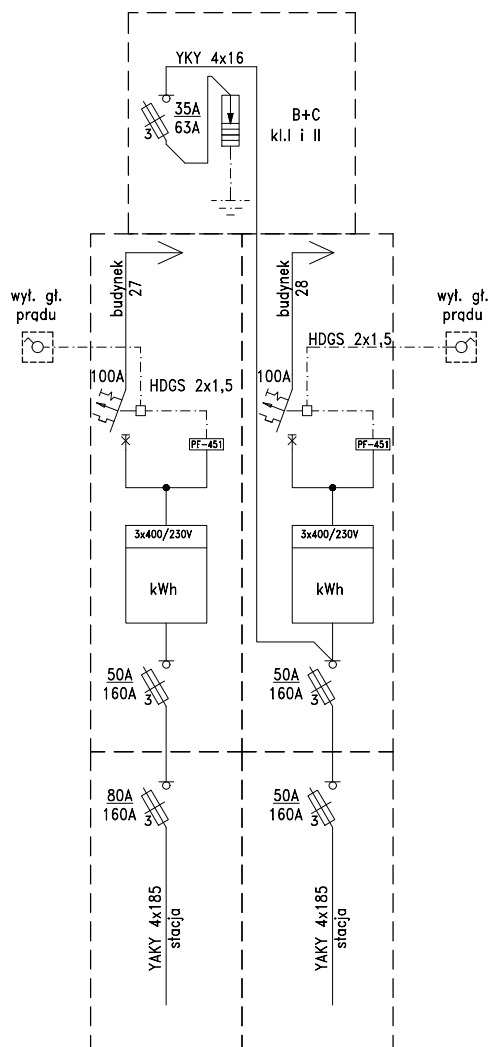 YKY 4x16
35A
63A
3
B+C
kl.I i II
budynek
27
budynek
28
wył. gł.
prądu
wył. gł.
prądu
HDGS 2x1,5
100A
HDGS 2x1,5
100A
PF-451
PF-451
3x400/230V
kWh
3x400/230V
kWh
50A
160A
3
50A
160A
3
80A
160A
3
50A
160A
3
YAKY 4x185
stacja
YAKY 4x185
stacja